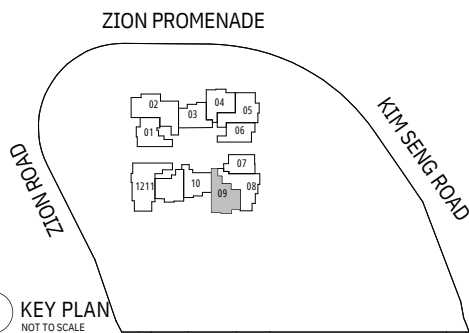 ZION PROMENADE
04
02
03
05
01
06
KIM SENG ROAD
ZION ROAD
07
1211
10
09
08
KEY PLAN
NOT TO SCALE